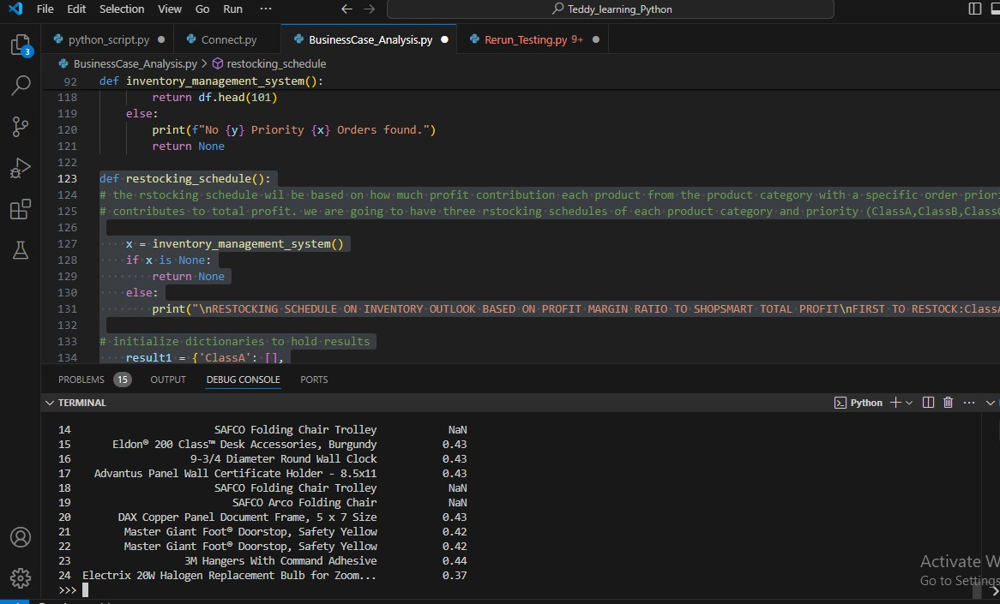 File Edit Selection View Go Run ··· Teddy_learning_Python
python_script.py Connect.py BusinessCase_Analysis.py Rerun_Testing.py 9+
3
BusinessCase_Analysis.py > restocking_schedule
92 def inventory_management_system():
118 return df.head(101)
119 else:
120 print(f"No {y} Priority {x} Orders found.")
121 return None
122
123 def restocking_schedule():
124 # the rstocking schedule wil be based on how much profit contribution each product from the product category with a specific order prior
125 # contributes to total profit. we are going to have three rstocking schedules of each product category and priority (ClassA,ClassB,Class
126
127 x = inventory_management_system()
128 if x is None:
129 return None
130 else:
131 print("\nRESTOCKING SCHEDULE ON INVENTORY OUTLOOK BASED ON PROFIT MARGIN RATIO TO SHOPSMART TOTAL PROFIT\nFIRST TO RESTOCK:Class
132
133 # initialize dictionaries to hold results
134 result1 = {'ClassA': [],
PROBLEMS 15 OUTPUT DEBUG CONSOLE PORTS
TERMINAL Python
14 SAFCO Folding Chair Trolley NaN
15 Eldon® 200 Class™ Desk Accessories, Burgundy 0.43
16 9-3/4 Diameter Round Wall Clock 0.43
17 Advantus Panel Wall Certificate Holder - 8.5x11 0.43
18 SAFCO Folding Chair Trolley NaN
19 SAFCO Arco Folding Chair NaN
20 DAX Copper Panel Document Frame, 5 x 7 Size 0.43
21 Master Giant Foot® Doorstop, Safety Yellow 0.42
22 Master Giant Foot® Doorstop, Safety Yellow 0.42
23 3M Hangers With Command Adhesive 0.44
24 Electrix 20W Halogen Replacement Bulb for Zoom... 0.37
>>>
Activate W
Go to Settings